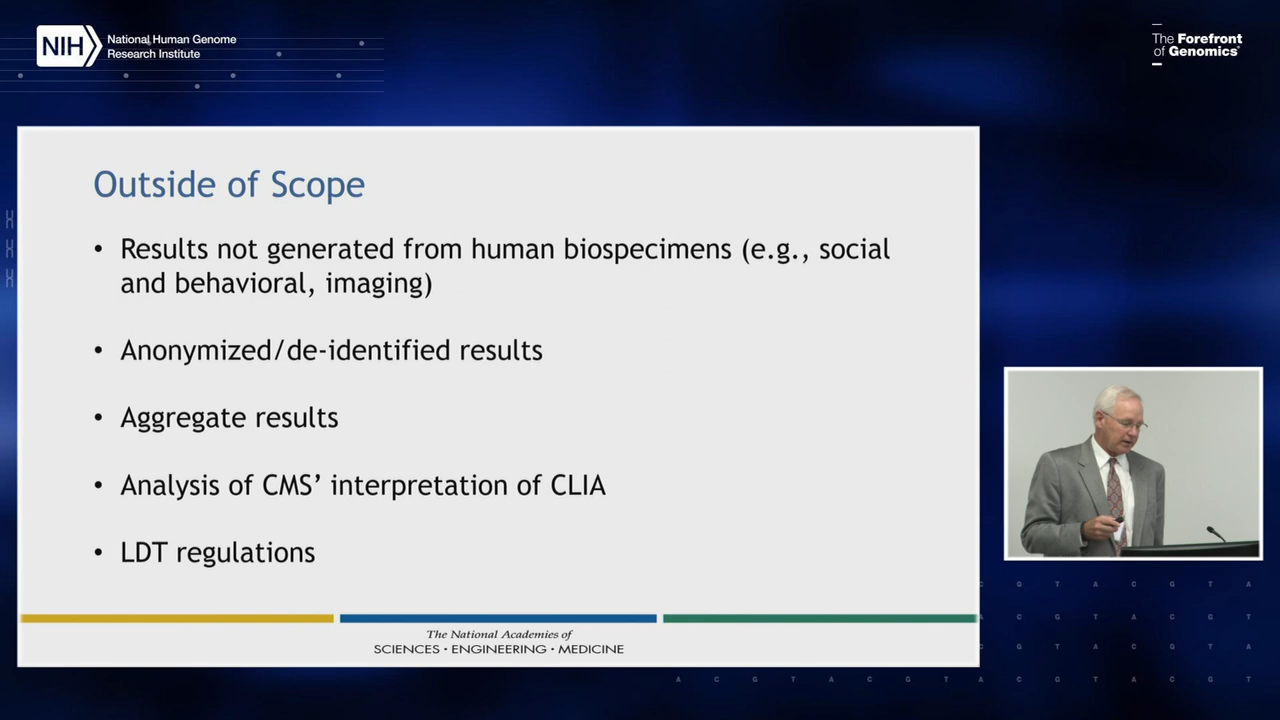 NIH
National Human Genome
Research Institute
The Forefront
of Genomics
Outside of Scope
• Results not generated from human biospecimens (e.g., social
and behavioral, imaging)
• Anonymized/de-identified results
• Aggregate results
• Analysis of CMS’ interpretation of CLIA
• LDT regulations
The National Academies of
SCIENCES · ENGINEERING · MEDICINE
C G T A C G T A
C G T A C G T
C G T A C G T A
A C G T A C G T A C G T A C G T